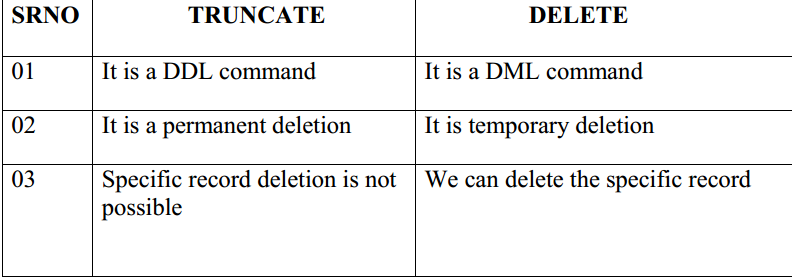 SRNO TRUNCATE DELETE
01 It is a DDL command It is a DML command
02 It is a permanent deletion It is temporary deletion
03 Specific record deletion is not We can delete the specific record
possible